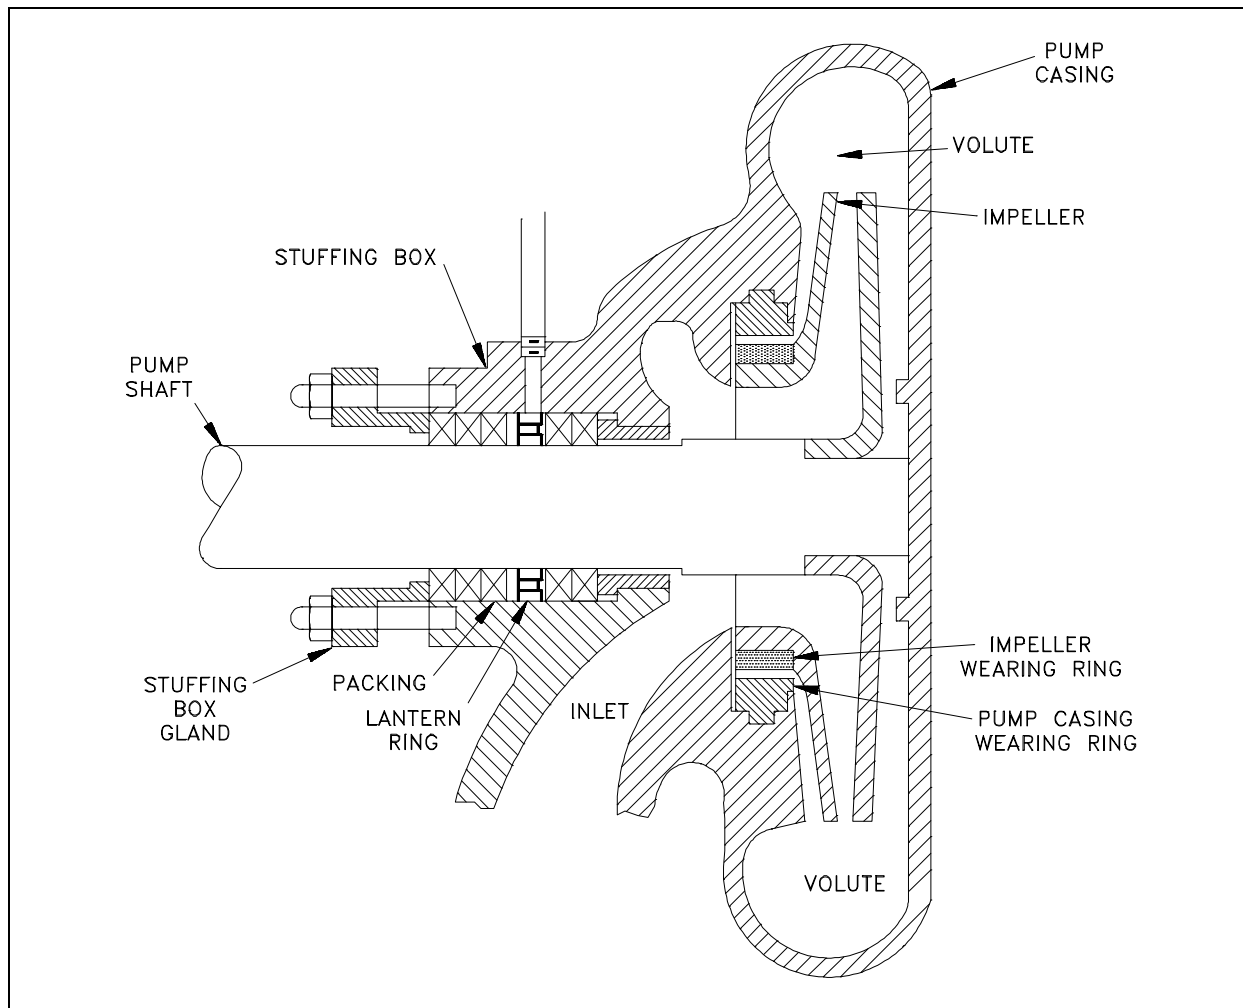 PUMP
CASING
VOLUTE
IMPELLER
STUFFING BOX
PUMP
SHAFT
IMPELLER
WEARING RING
STUFFING
BOX
GLAND
PACKING
LANTERN
RING
INLET
PUMP CASING
WEARING RING
VOLUTE